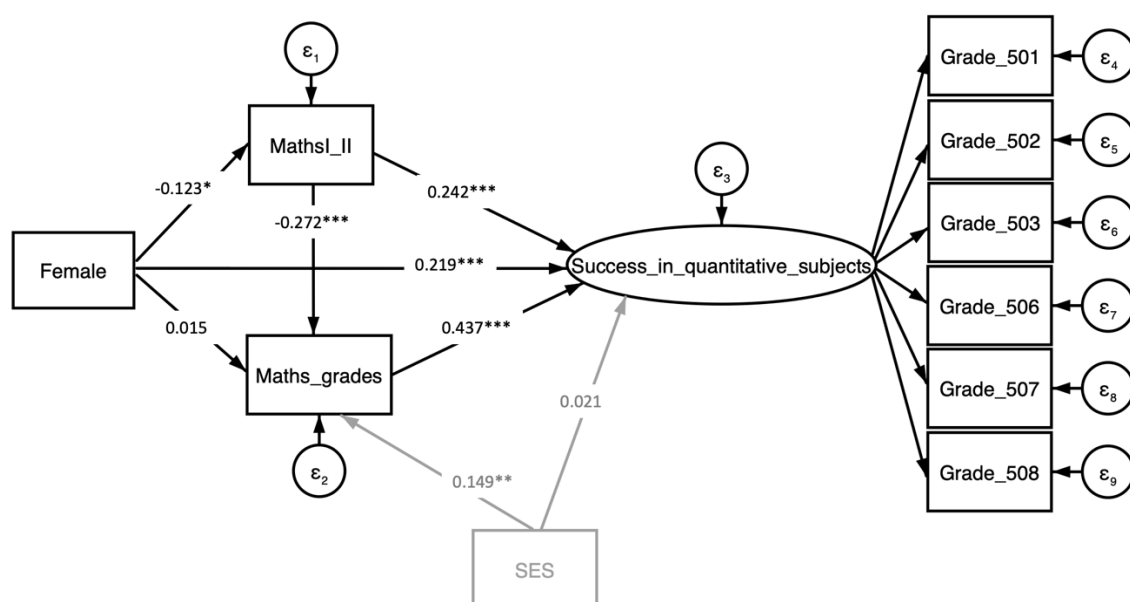 ε1
Grade_501
ε4
MathsI_II
Grade_502
ε5
ε3
-0.123*
0.242***
-0.272***
Grade_503
ε6
Female
0.219***
Success_in_quantitative_subjects
0.015
0.437***
Grade_506
ε7
Maths_grades
Grade_507
ε8
0.021
ε2
0.149**
Grade_508
ε9
SES